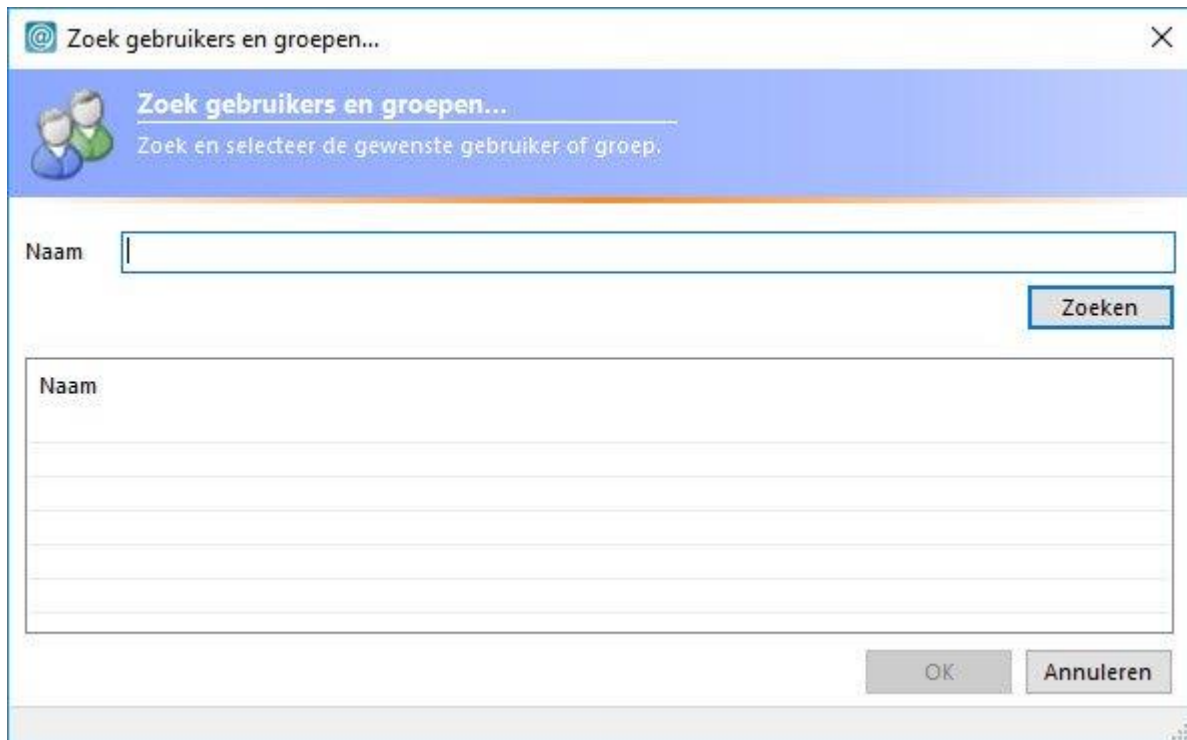 Zoek gebruikers en groepen...
Zoek gebruikers en groepen...
Zoek en selecteer de gewenste gebruiker of groep.
Naam
Zoeken
Naam
OK
Annuleren